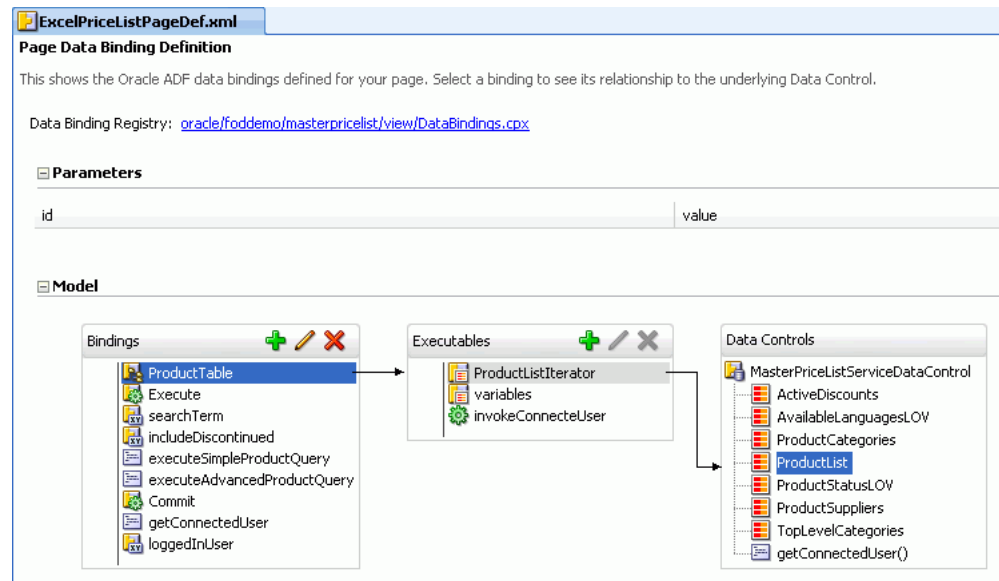 ExcelPriceListPageDef.xml
Page Data Binding Definition
This shows the Oracle ADF data bindings defined for your page. Select a binding to see its relationship to the underlying Data Control.
Data Binding Registry: oracle/foddemo/masterpricelist/view/DataBindings.cpx
Parameters
id value
Model
Bindings
ProductTable
Execute
searchTerm
includeDiscontinued
executeSimpleProductQuery
executeAdvancedProductQuery
Commit
getConnectedUser
loggedInUser
Executables
ProductListIterator
variables
invokeConnecteUser
Data Controls
MasterPriceListServiceDataControl
ActiveDiscounts
AvailableLanguagesLOV
ProductCategories
ProductList
ProductStatusLOV
ProductSuppliers
TopLevelCategories
getConnectedUser()